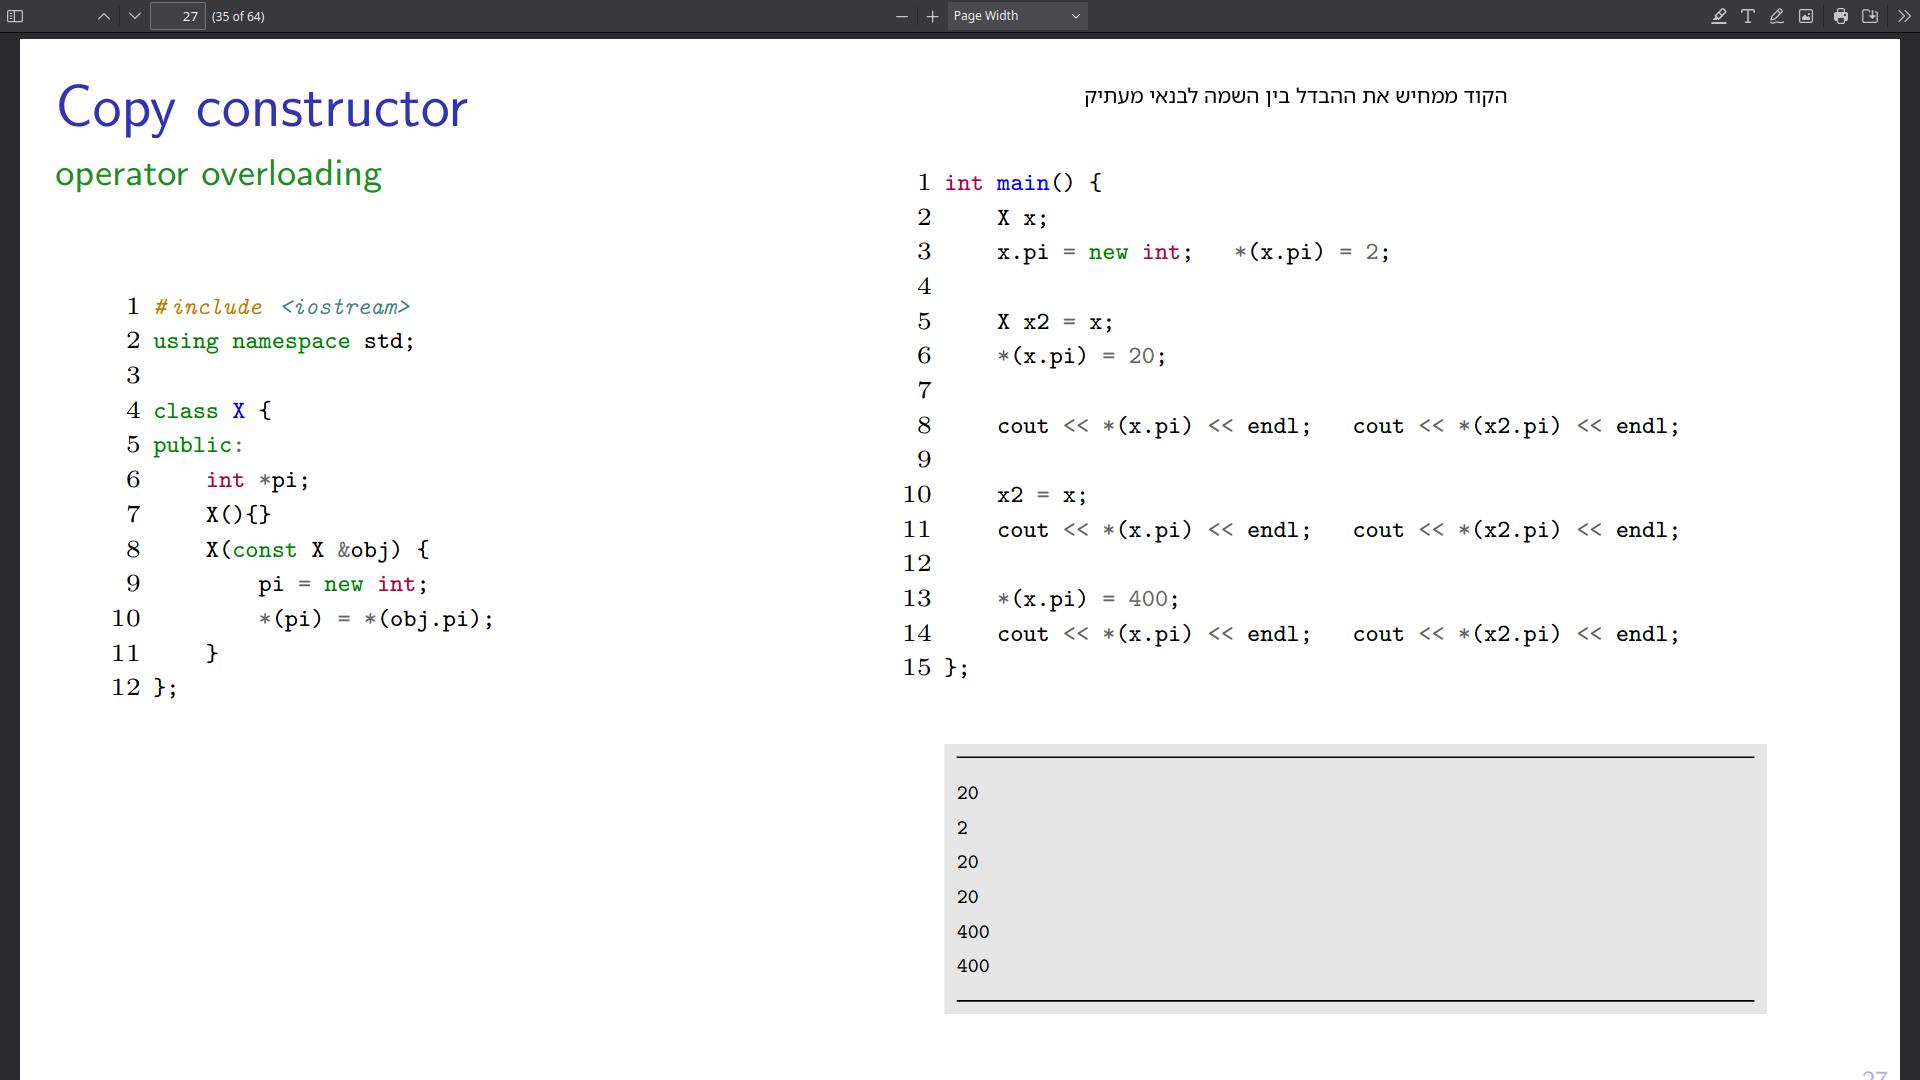 27 (35 of 64) Page Width
Copy constructor
operator overloading
1 #include <iostream>
2 using namespace std;
3
4 class X {
5 public:
6     int *pi;
7     X(){}
8     X(const X &obj) {
9         pi = new int;
10         *(pi) = *(obj.pi);
11     }
12 };
הקוד ממחיש את ההבדל בין השמה לבנאי מעתיק
1 int main() {
2     X x;
3     x.pi = new int;   *(x.pi) = 2;
4
5     X x2 = x;
6     *(x.pi) = 20;
7
8     cout << *(x.pi) << endl;   cout << *(x2.pi) << endl;
9
10     x2 = x;
11     cout << *(x.pi) << endl;   cout << *(x2.pi) << endl;
12
13     *(x.pi) = 400;
14     cout << *(x.pi) << endl;   cout << *(x2.pi) << endl;
15 };
20
2
20
20
400
400
27